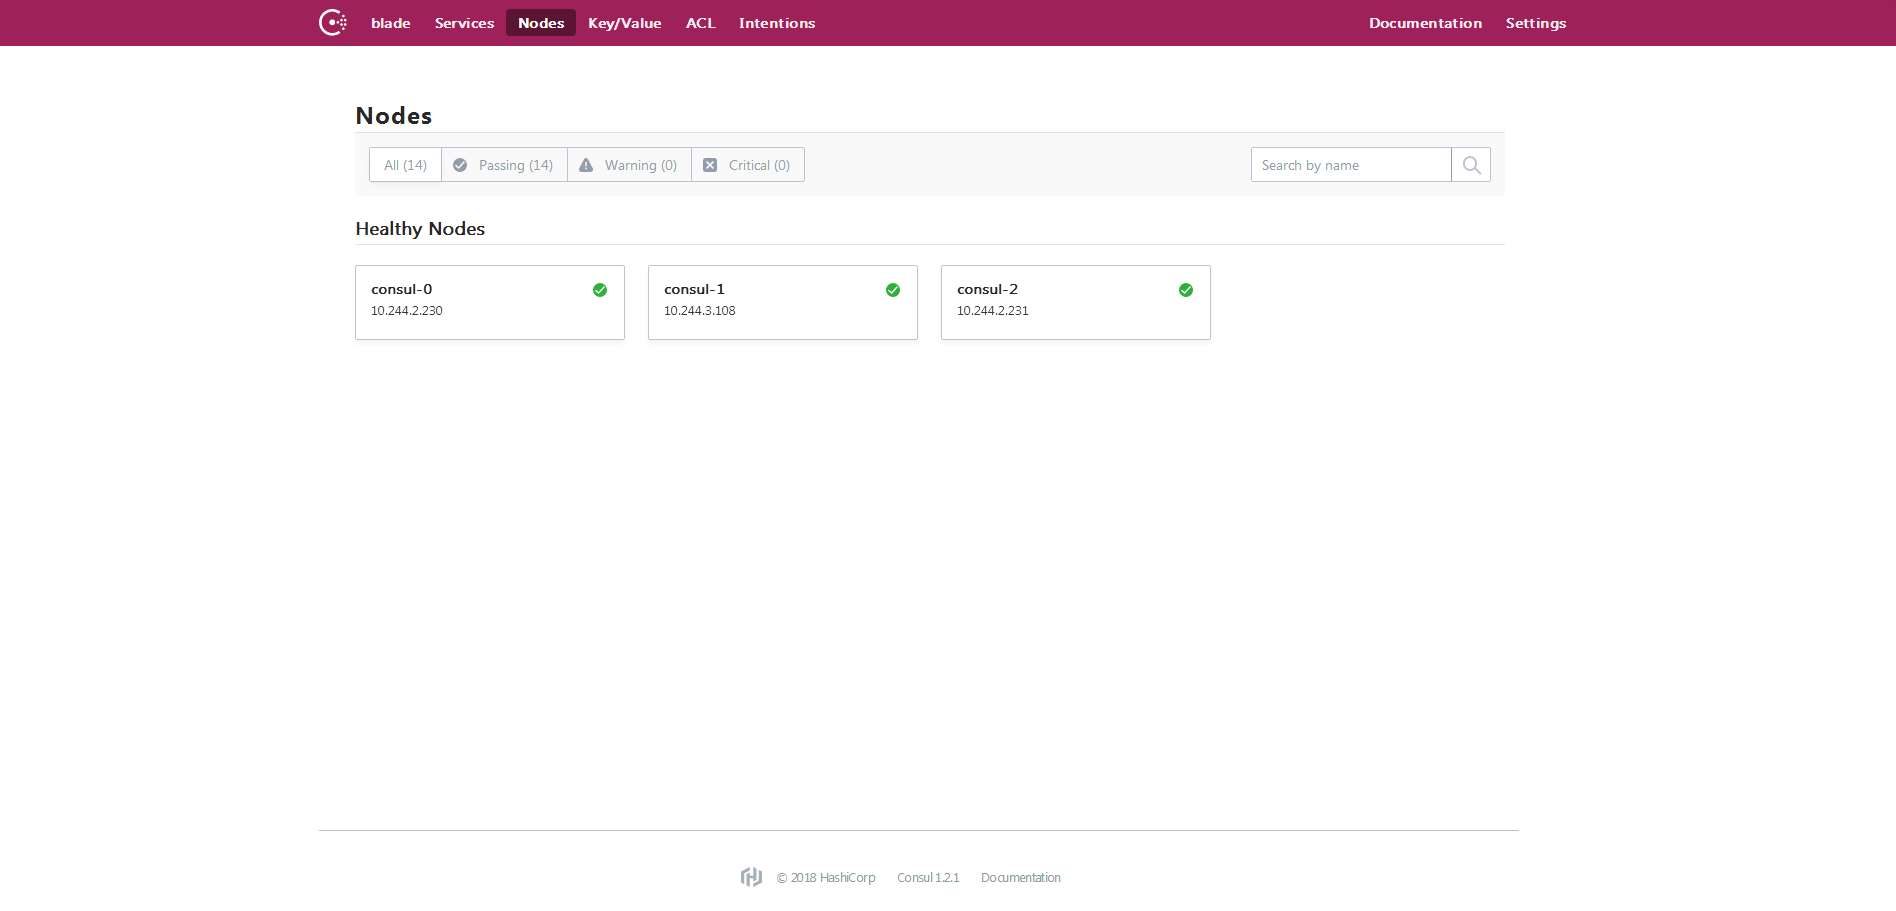 blade Services Nodes Key/Value ACL Intentions Documentation Settings
Nodes
All (14) Passing (14) Warning (0) Critical (0) Search by name
Healthy Nodes
consul-0 consul-1 consul-2
10.244.2.230 10.244.3.108 10.244.2.231
© 2018 HashiCorp Consul 1.2.1 Documentation